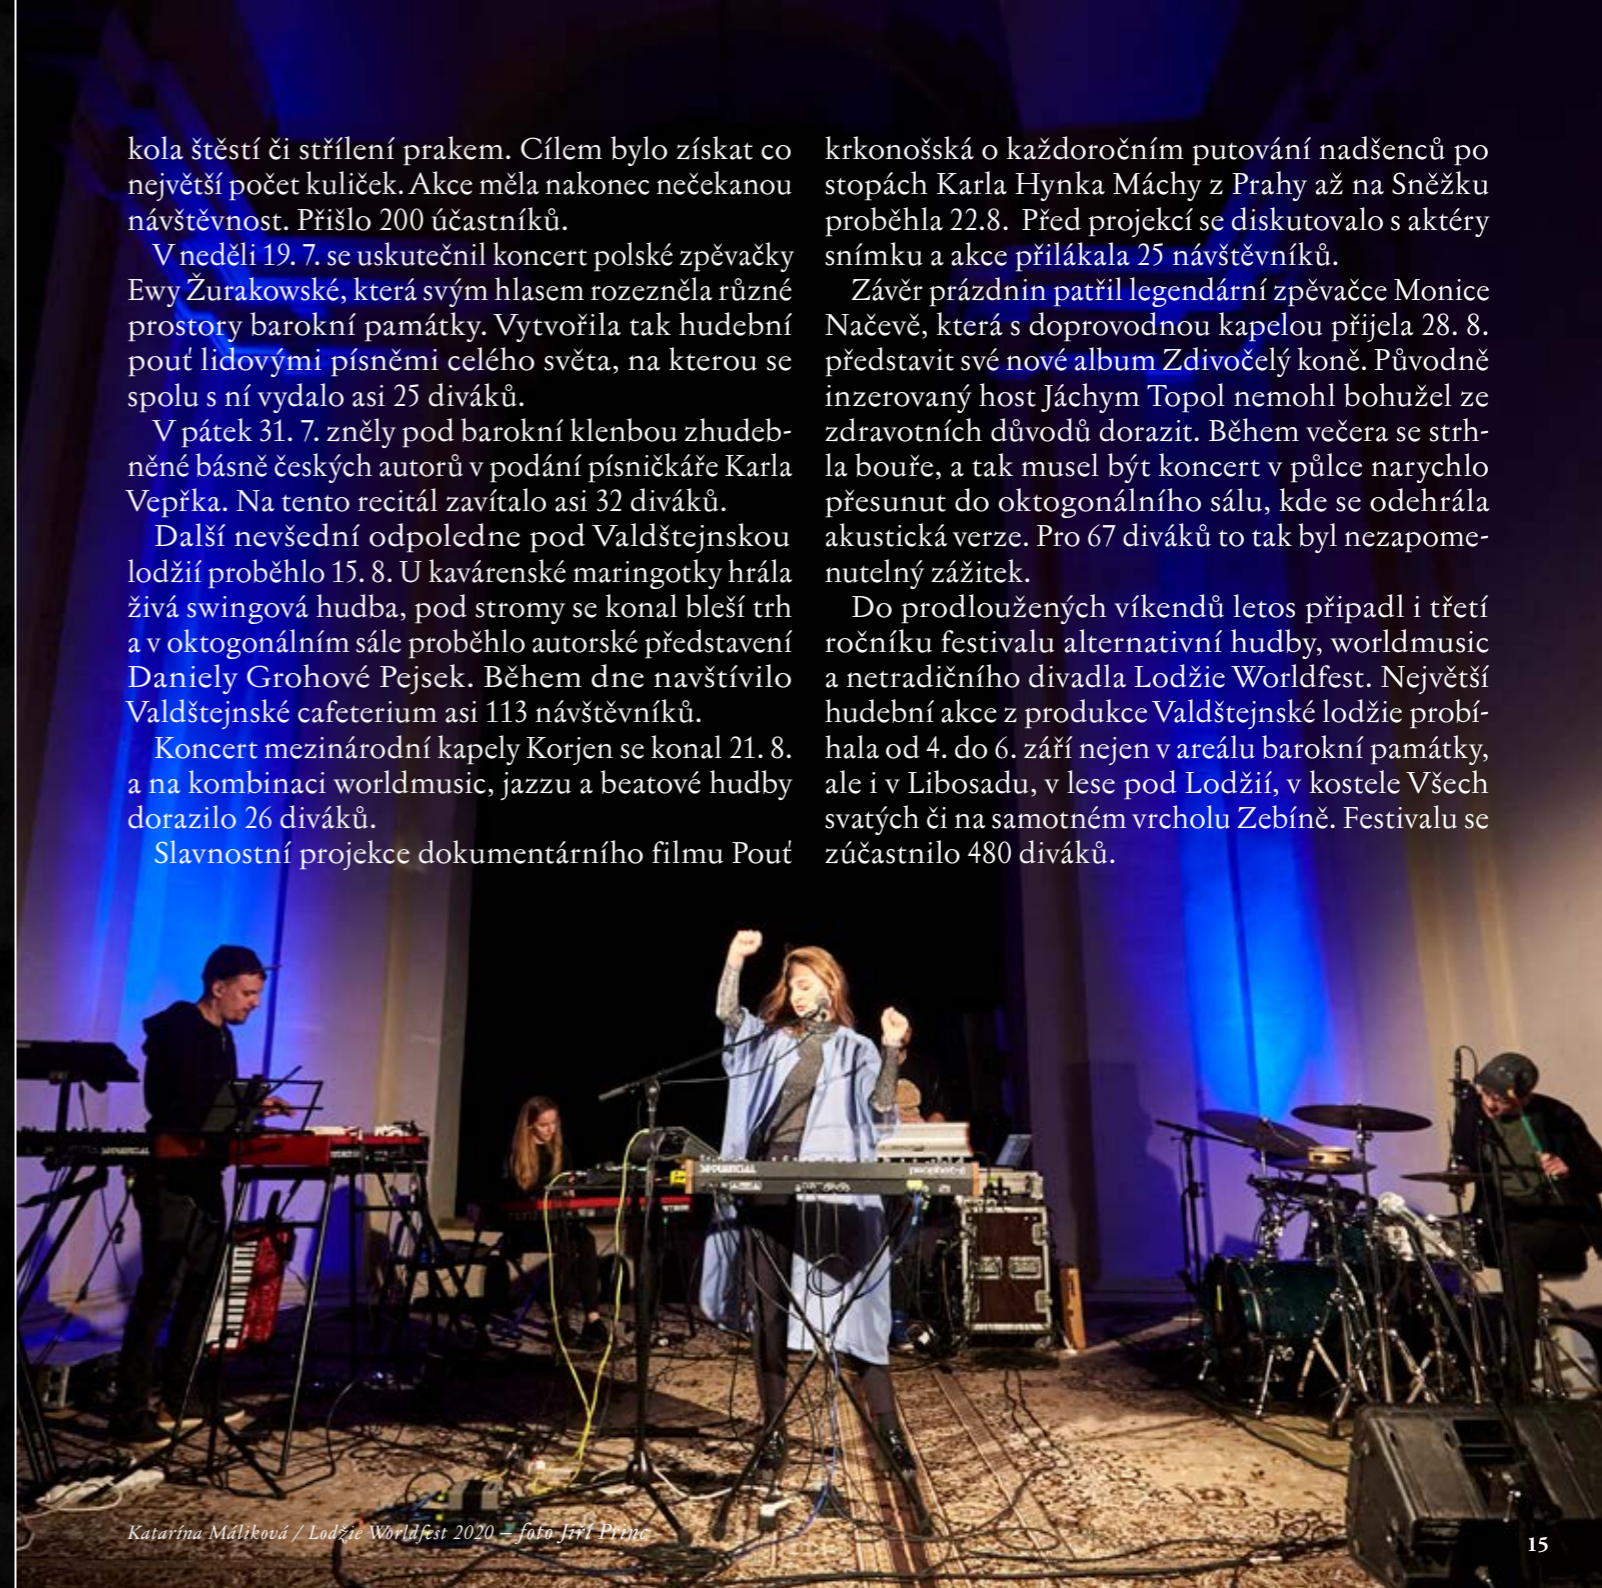 kola štěstí či střílení prakem. Cílem bylo získat co
největší počet kuliček. Akce měla nakonec nečekanou
návštěvnost. Přišlo 200 účastníků.
V neděli 19. 7. se uskutečnil koncert polské zpěvačky
Ewy Žurakowské, která svým hlasem rozezněla různé
prostory barokní památky. Vytvořila tak hudební
pouť lidovými písněmi celého světa, na kterou se
spolu s ní vydalo asi 25 diváků.
V pátek 31. 7. zněly pod barokní klenbou zhudeb-
něné básně českých autorů v podání písničkáře Karla
Vepřka. Na tento recitál zavítalo asi 32 diváků.
Další nevšední odpoledne pod Valdštejnskou
lodžií proběhlo 15. 8. U kavárenské maringotky hrála
živá swingová hudba, pod stromy se konal bleší trh
a v oktogonálním sále proběhlo autorské představení
Daniely Grohové Pejsek. Během dne navštívilo
Valdštejnské cafeterium asi 113 návštěvníků.
Koncert mezinárodní kapely Korjen se konal 21. 8.
a na kombinaci worldmusic, jazzu a beatové hudby
dorazilo 26 diváků.
Slavnostní projekce dokumentárního filmu Pouť
krkonošská o každoročním putování nadšenců po
stopách Karla Hynka Máchy z Prahy až na Sněžku
proběhla 22.8. Před projekcí se diskutovalo s aktéry
snímku a akce přilákala 25 návštěvníků.
Závěr prázdnin patřil legendární zpěvačce Monice
Načevě, která s doprovodnou kapelou přijela 28. 8.
představit své nové album Zdivočelý koně. Původně
inzerovaný host Jáchym Topol nemohl bohužel ze
zdravotních důvodů dorazit. Během večera se strh-
la bouře, a tak musel být koncert v půlce narychlo
přesunut do oktogonálního sálu, kde se odehrála
akustická verze. Pro 67 diváků to tak byl nezapome-
nutelný zážitek.
Do prodloužených víkendů letos připadl i třetí
ročníku festivalu alternativní hudby, worldmusic
a netradičního divadla Lodžie Worldfest. Největší
hudební akce z produkce Valdštejnské lodžie probí-
hala od 4. do 6. září nejen v areálu barokní památky,
ale i v Libosadu, v lese pod Lodžií, v kostele Všech
svatých či na samotném vrcholu Zebíně. Festivalu se
zúčastnilo 480 diváků.
Katarína Máliková / Lodžie Worldfest 2020 – foto Jiří Princ
15